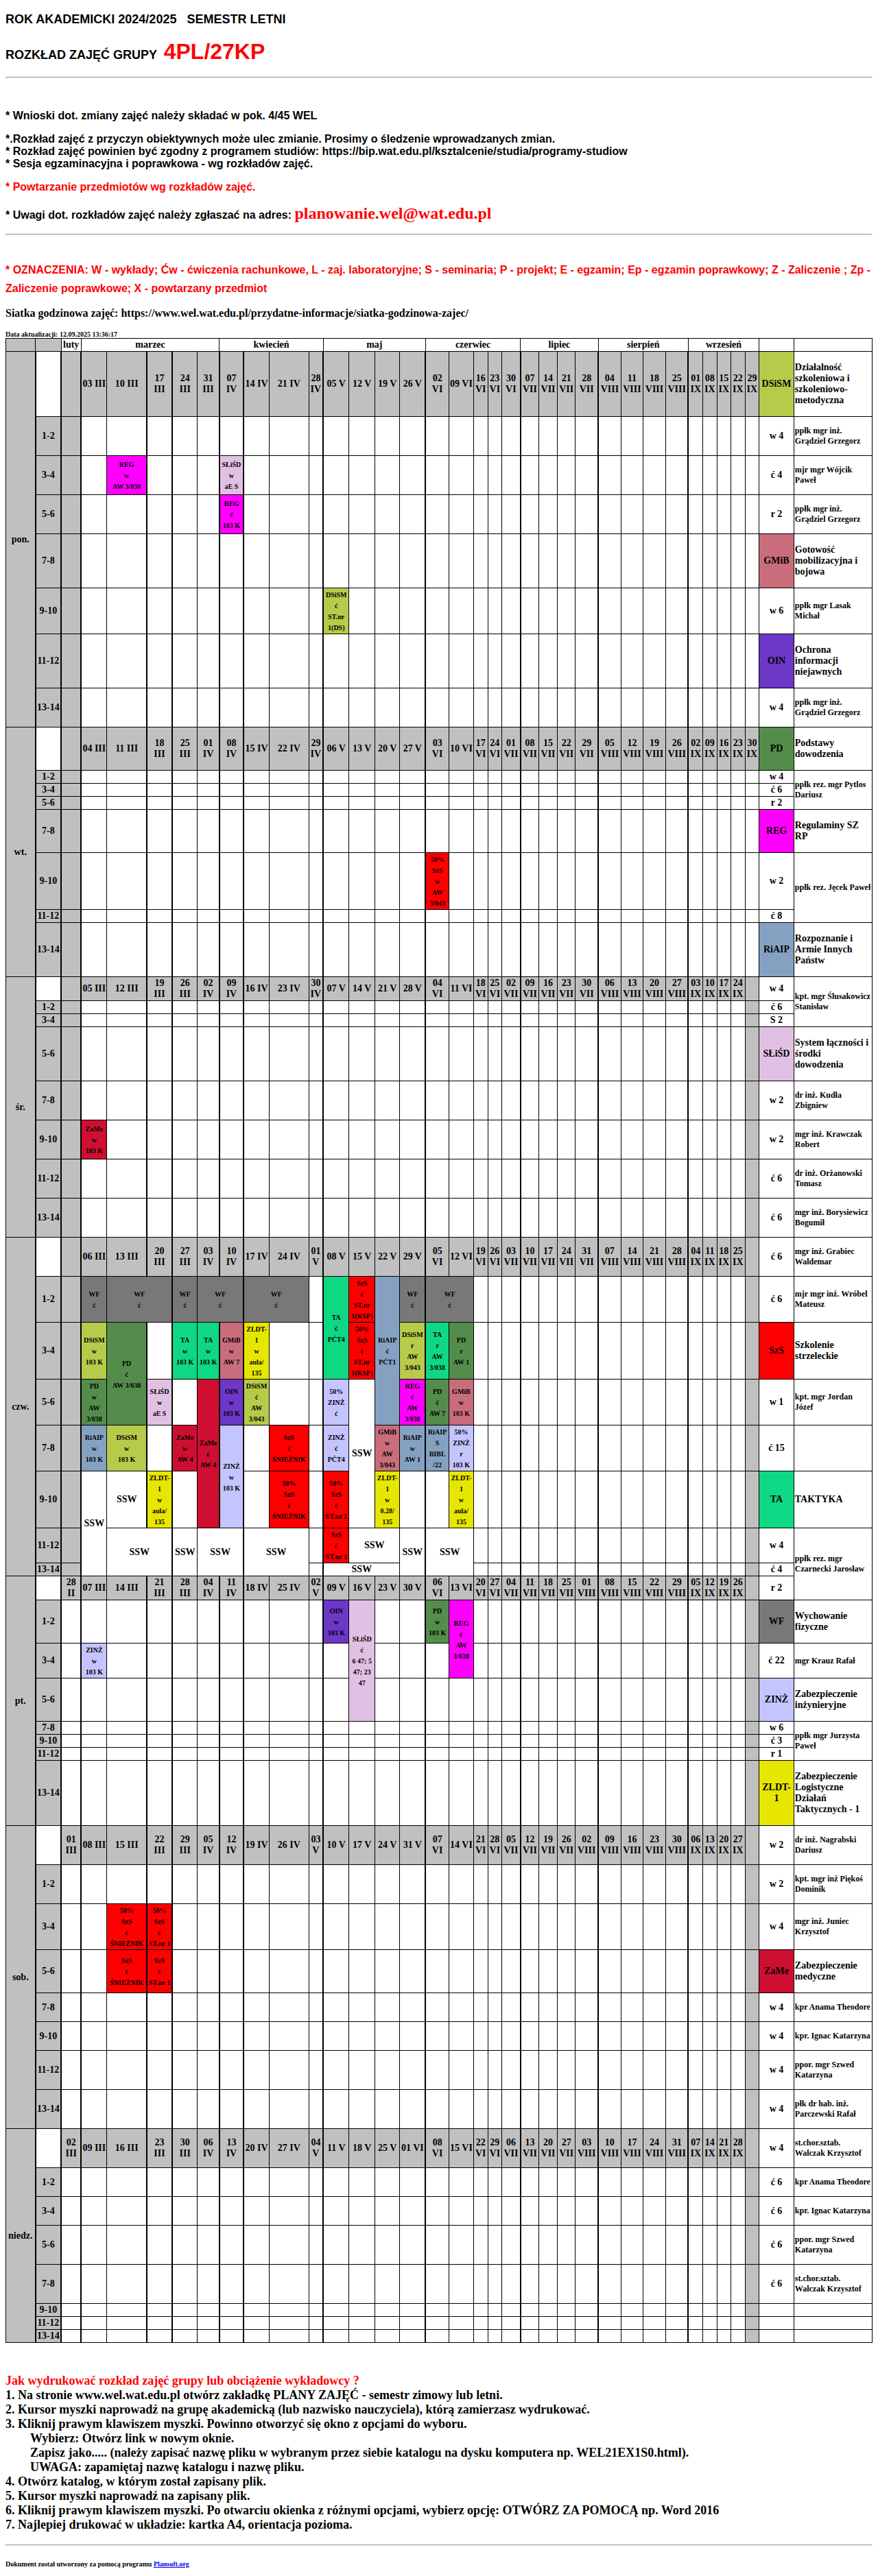 ROK AKADEMICKI 2024/2025 SEMESTR LETNI
ROZKŁAD ZAJĘĆ GRUPY 4PL/27KP
* Wnioski dot. zmiany zajęć należy składać w pok. 4/45 WEL
*.Rozkład zajęć z przyczyn obiektywnych może ulec zmianie. Prosimy o śledzenie wprowadzanych zmian.
* Rozkład zajęć powinien być zgodny z programem studiów: https://bip.wat.edu.pl/ksztalcenie/studia/programy-studiow
* Sesja egzaminacyjna i poprawkowa - wg rozkładów zajęć.
* Powtarzanie przedmiotów wg rozkładów zajęć.
* Uwagi dot. rozkładów zajęć należy zgłaszać na adres: planowanie.wel@wat.edu.pl
* OZNACZENIA: W - wykłady; Ćw - ćwiczenia rachunkowe, L - zaj. laboratoryjne; S - seminaria; P - projekt; E - egzamin; Ep - egzamin poprawkowy; Z - Zaliczenie ; Zp -
Zaliczenie poprawkowe; X - powtarzany przedmiot
Siatka godzinowa zajęć: https://www.wel.wat.edu.pl/przydatne-informacje/siatka-godzinowa-zajec/
Data aktualizacji: 12.09.2025 13:36:17
luty marzec kwiecień maj czerwiec lipiec sierpień wrzesień
03 III 10 III 17 III 24 III 31 III 07 IV 14 IV 21 IV 28 IV 05 V 12 V 19 V 26 V 02 VI 09 VI 16 VI 23 VI 30 VI 07 VII 14 VII 21 VII 28 VII 04 VIII 11 VIII 18 VIII 25 VIII 01 IX 08 IX 15 IX 22 IX 29 IX DSiSM Działalność szkoleniowa i szkoleniowo-metodyczna
pon.
1-2 w 4 ppłk mgr inż. Grądziel Grzegorz
3-4 REG w AW 3/038 SŁiŚD w aE S ć 4 mjr mgr Wójcik Paweł
5-6 REG ć 103 K r 2 ppłk mgr inż. Grądziel Grzegorz
7-8 GMiB Gotowość mobilizacyjna i bojowa
9-10 DSiSM ć ST.nr 1(DS) w 6 ppłk mgr Lasak Michał
11-12 OIN Ochrona informacji niejawnych
13-14 w 4 ppłk mgr inż. Grądziel Grzegorz
04 III 11 III 18 III 25 III 01 IV 08 IV 15 IV 22 IV 29 IV 06 V 13 V 20 V 27 V 03 VI 10 VI 17 VI 24 VI 01 VII 08 VII 15 VII 22 VII 29 VII 05 VIII 12 VIII 19 VIII 26 VIII 02 IX 09 IX 16 IX 23 IX 30 IX PD Podstawy dowodzenia
wt.
1-2 w 4
3-4 ć 6 ppłk rez. mgr Pytlos Dariusz
5-6 r 2
7-8 REG Regulaminy SZ RP
9-10 50% SzS w AW 3/043 w 2 ppłk rez. Jęcek Paweł
11-12 ć 8
13-14 RiAIP Rozpoznanie i Armie Innych Państw
05 III 12 III 19 III 26 III 02 IV 09 IV 16 IV 23 IV 30 IV 07 V 14 V 21 V 28 V 04 VI 11 VI 18 VI 25 VI 02 VII 09 VII 16 VII 23 VII 30 VII 06 VIII 13 VIII 20 VIII 27 VIII 03 IX 10 IX 17 IX 24 IX w 4 kpt. mgr Ślusakowicz Stanisław
śr.
1-2 ć 6
3-4 S 2
5-6 SŁiŚD System łączności i środki dowodzenia
7-8 w 2 dr inż. Kudła Zbigniew
9-10 ZaMe w 103 K w 2 mgr inż. Krawczak Robert
11-12 ć 6 dr inż. Orżanowski Tomasz
13-14 ć 6 mgr inż. Borysiewicz Bogumił
06 III 13 III 20 III 27 III 03 IV 10 IV 17 IV 24 IV 01 V 08 V 15 V 22 V 29 V 05 VI 12 VI 19 VI 26 VI 03 VII 10 VII 17 VII 24 VII 31 VII 07 VIII 14 VIII 21 VIII 28 VIII 04 IX 11 IX 18 IX 25 IX ć 6 mgr inż. Grabiec Waldemar
czw.
1-2 WF ć WF ć WF ć WF ć WF ć TA ć PĆT4 SzS ć ST.nr 1(KSP) RiAIP ć PĆT1 WF ć WF ć ć 6 mjr mgr inż. Wróbel Mateusz
3-4 DSiSM w 103 K PD ć AW 3/038 TA w 103 K TA w 103 K GMiB w AW 7 ZLDT-1 w aula/ 135 50% SzS ć ST.nr 1(KSP) DSiSM r AW 3/043 TA r AW 3/038 PD r AW 1 SzS Szkolenie strzeleckie
5-6 PD w AW 3/038 SŁiŚD w aE S ZaMe ć AW 4 OIN w 103 K DSiSM ć AW 3/043 50% ZINŻ ć SSW REG ć AW 3/038 PD ć AW 7 GMiB w 103 K w 1 kpt. mgr Jordan Józef
7-8 RiAIP w 103 K DSiSM w 103 K ZaMe w AW 4 ZINŻ w 103 K SzS ć ŚNIEŻNIK ZINŻ ć PĆT4 GMiB w AW 3/043 RiAIP w AW 1 RiAIP S BIBL /22 50% ZINŻ r 103 K ć 15
9-10 SSW SSW ZLDT-1 w aula/ 135 50% SzS ć ŚNIEŻNIK 50% SzS ć ST.nr 1 ZLDT-1 w 0.28/ 135 ZLDT-1 w aula/ 135 TA TAKTYKA
11-12 SSW SSW SSW SSW SzS ć ST.nr 1 SSW SSW SSW w 4 ppłk rez. mgr Czarnecki Jarosław
13-14 SSW ć 4
28 II 07 III 14 III 21 III 28 III 04 IV 11 IV 18 IV 25 IV 02 V 09 V 16 V 23 V 30 V 06 VI 13 VI 20 VI 27 VI 04 VII 11 VII 18 VII 25 VII 01 VIII 08 VIII 15 VIII 22 VIII 29 VIII 05 IX 12 IX 19 IX 26 IX r 2
pt.
1-2 OIN w 103 K SŁiŚD ć 6 47; 5 47; 23 47 PD w 103 K REG ć AW 3/038 WF Wychowanie fizyczne
3-4 ZINŻ w 103 K ć 22 mgr Krauz Rafał
5-6 ZINŻ Zabezpieczenie inżynieryjne
7-8 w 6
9-10 ć 3 ppłk mgr Jurzysta Paweł
11-12 r 1
13-14 ZLDT-1 Zabezpieczenie Logistyczne Działań Taktycznych - 1
01 III 08 III 15 III 22 III 29 III 05 IV 12 IV 19 IV 26 IV 03 V 10 V 17 V 24 V 31 V 07 VI 14 VI 21 VI 28 VI 05 VII 12 VII 19 VII 26 VII 02 VIII 09 VIII 16 VIII 23 VIII 30 VIII 06 IX 13 IX 20 IX 27 IX w 2 dr inż. Nagrabski Dariusz
sob.
1-2 w 2 kpt. mgr inż Piękoś Dominik
3-4 50% SzS ć ŚNIEŻNIK 50% SzS ć ST.nr 1 w 4 mgr inż. Juniec Krzysztof
5-6 SzS ć ŚNIEŻNIK SzS ć ST.nr 1 ZaMe Zabezpieczenie medyczne
7-8 w 4 kpr Anama Theodore
9-10 w 4 kpr. Ignac Katarzyna
11-12 w 4 ppor. mgr Szwed Katarzyna
13-14 w 4 płk dr hab. inż. Parczewski Rafał
02 III 09 III 16 III 23 III 30 III 06 IV 13 IV 20 IV 27 IV 04 V 11 V 18 V 25 V 01 VI 08 VI 15 VI 22 VI 29 VI 06 VII 13 VII 20 VII 27 VII 03 VIII 10 VIII 17 VIII 24 VIII 31 VIII 07 IX 14 IX 21 IX 28 IX w 4 st.chor.sztab. Walczak Krzysztof
niedz.
1-2 ć 6 kpr Anama Theodore
3-4 ć 6 kpr. Ignac Katarzyna
5-6 ć 6 ppor. mgr Szwed Katarzyna
7-8 ć 6 st.chor.sztab. Walczak Krzysztof
9-10
11-12
13-14
Jak wydrukować rozkład zajęć grupy lub obciążenie wykładowcy ?
1. Na stronie www.wel.wat.edu.pl otwórz zakładkę PLANY ZAJĘĆ - semestr zimowy lub letni.
2. Kursor myszki naprowadź na grupę akademicką (lub nazwisko nauczyciela), którą zamierzasz wydrukować.
3. Kliknij prawym klawiszem myszki. Powinno otworzyć się okno z opcjami do wyboru.
Wybierz: Otwórz link w nowym oknie.
Zapisz jako..... (należy zapisać nazwę pliku w wybranym przez siebie katalogu na dysku komputera np. WEL21EX1S0.html).
UWAGA: zapamiętaj nazwę katalogu i nazwę pliku.
4. Otwórz katalog, w którym został zapisany plik.
5. Kursor myszki naprowadź na zapisany plik.
6. Kliknij prawym klawiszem myszki. Po otwarciu okienka z różnymi opcjami, wybierz opcję: OTWÓRZ ZA POMOCĄ np. Word 2016
7. Najlepiej drukować w układzie: kartka A4, orientacja pozioma.
Dokument został utworzony za pomocą programu Plansoft.org